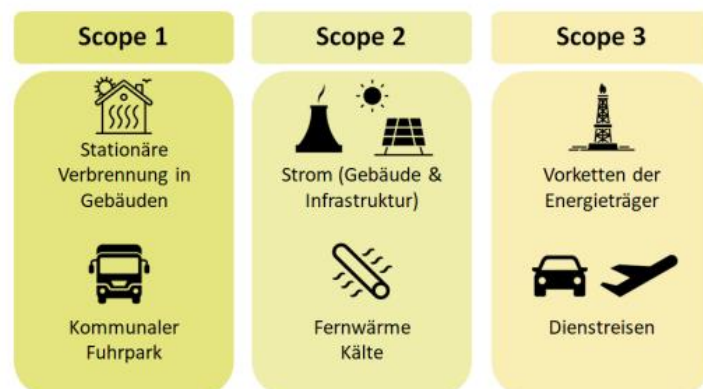 Scope 1
Stationäre
Verbrennung in
Gebäuden
Kommunaler
Fuhrpark
Scope 2
Strom (Gebäude &
Infrastruktur)
Fernwärme
Kälte
Scope 3
Vorketten der
Energieträger
Dienstreisen